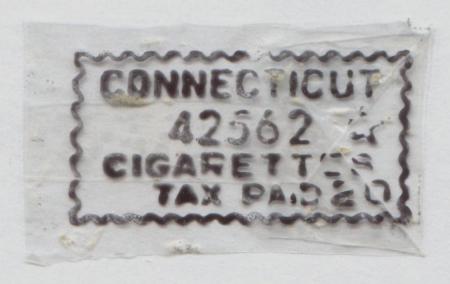 CONNECTICUT
42562 ☆
CIGARETTES
TAX PAID 20